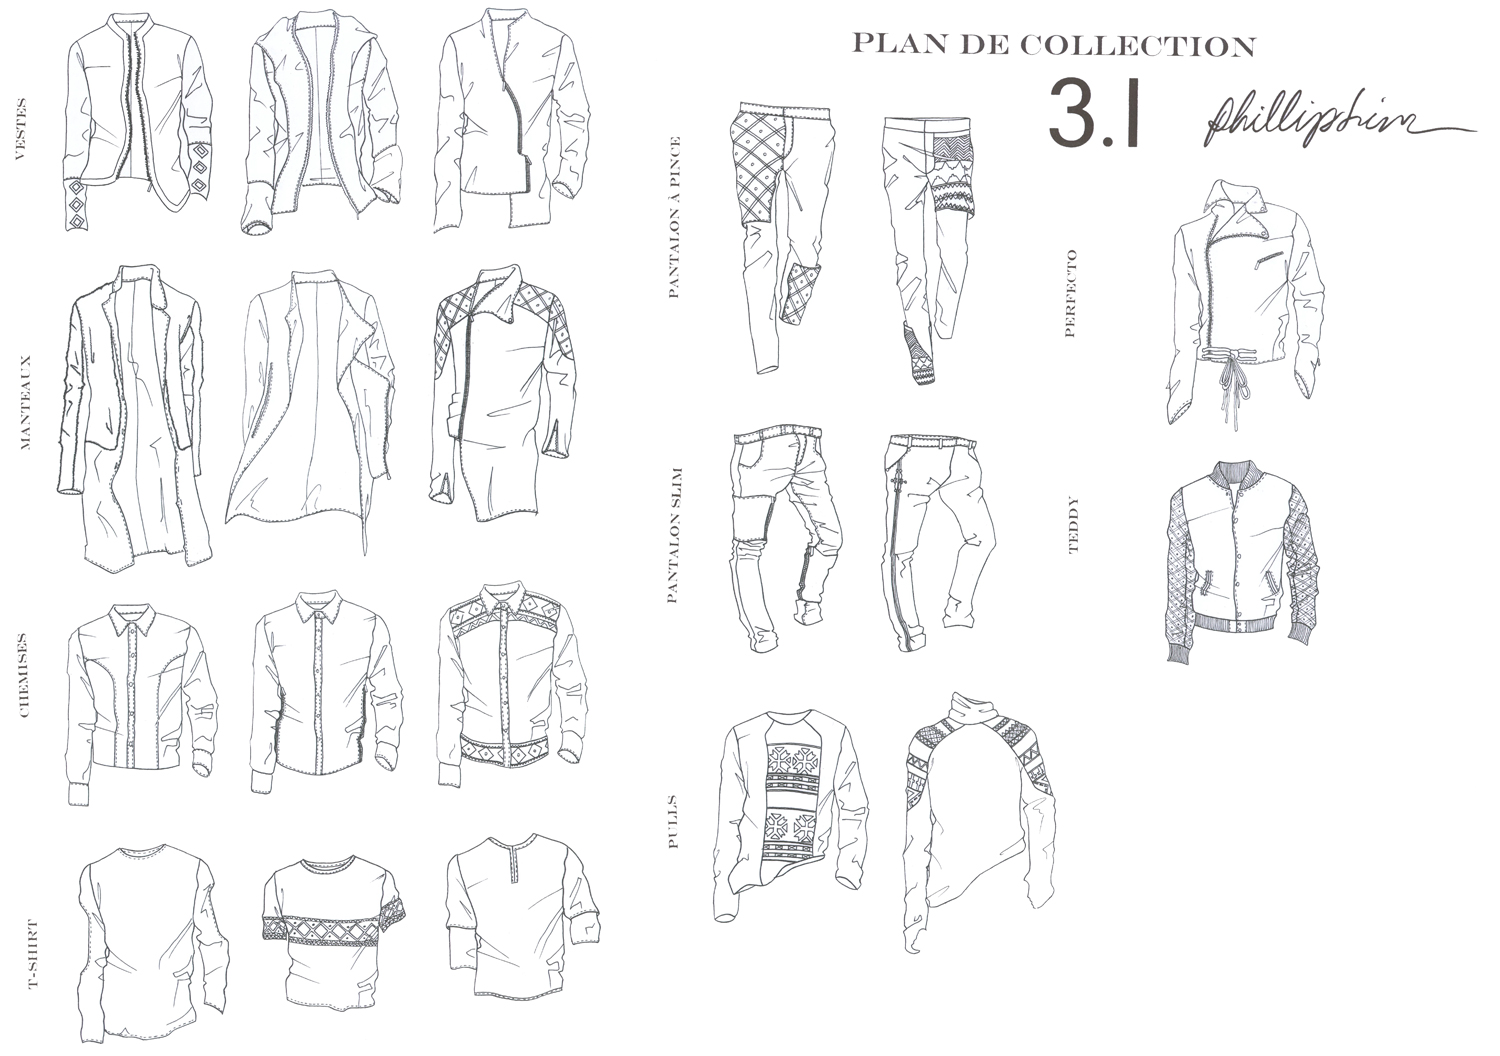 PLAN DE COLLECTION
3.1 phillip lim
VESTES
MANTEAUX
CHEMISES
T-SHIRT
PANTALON À PINCE
PANTALON SLIM
PULLS
PERFECTO
TEDDY